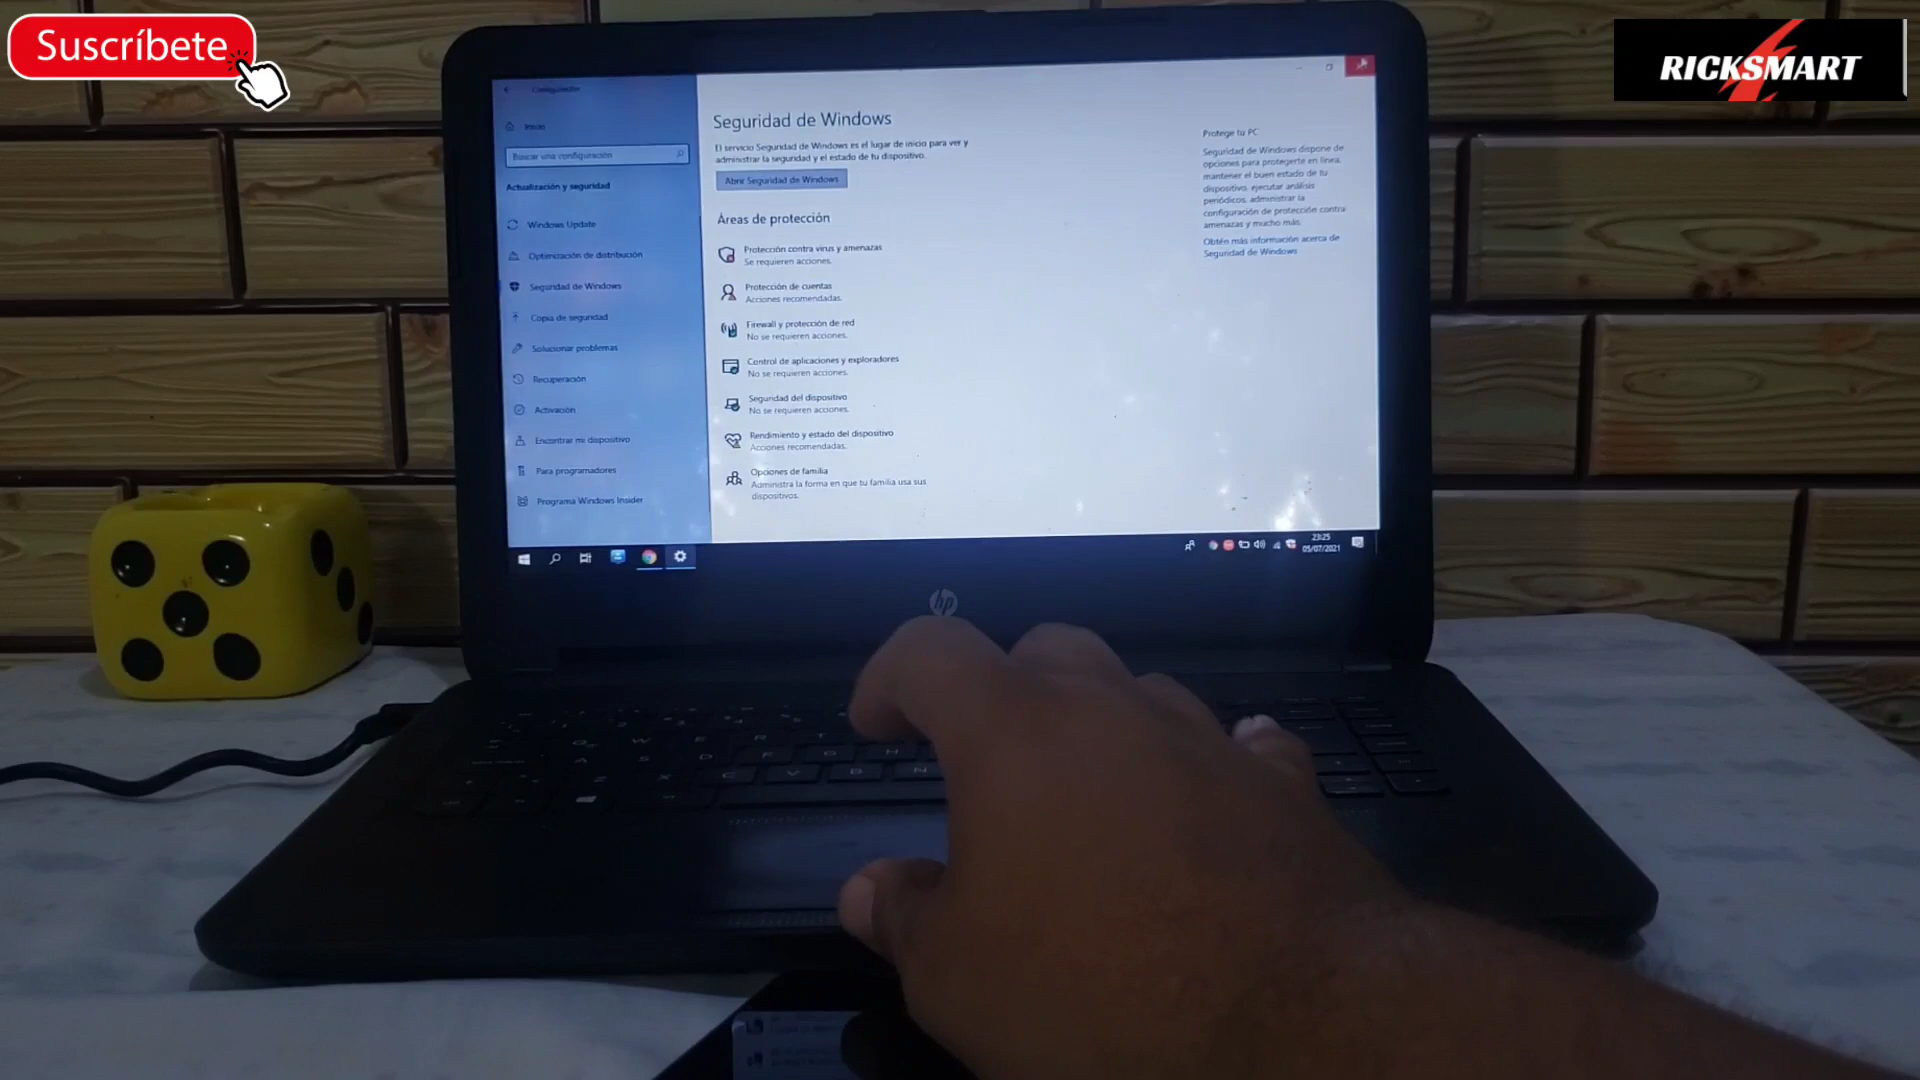 Suscríbete
RICKSMART
Configuración
Inicio
Buscar una configuración
Actualización y seguridad
Windows Update
Optimización de distribución
Seguridad de Windows
Copia de seguridad
Solucionar problemas
Recuperación
Activación
Encontrar mi dispositivo
Para programadores
Programa Windows Insider
Seguridad de Windows
El servicio Seguridad de Windows es el lugar de inicio para ver y
administrar la seguridad y el estado de tu dispositivo.
Abrir Seguridad de Windows
Áreas de protección
Protección contra virus y amenazas
Se requieren acciones.
Protección de cuentas
Acciones recomendadas.
Firewall y protección de red
No se requieren acciones.
Control de aplicaciones y exploradores
No se requieren acciones.
Seguridad del dispositivo
No se requieren acciones.
Rendimiento y estado del dispositivo
Acciones recomendadas.
Opciones de familia
Administra la forma en que tu familia usa sus
dispositivos.
Protege tu PC
Seguridad de Windows dispone de
opciones para protegerte en línea,
mantener el buen estado de tu
dispositivo, ejecutar análisis
periódicos, administrar la
configuración de protección contra
amenazas y mucho más.
Obtén más información acerca de
Seguridad de Windows
23:25
05/07/2021
hp
W E R T
A S D F G H
Z X C V B N